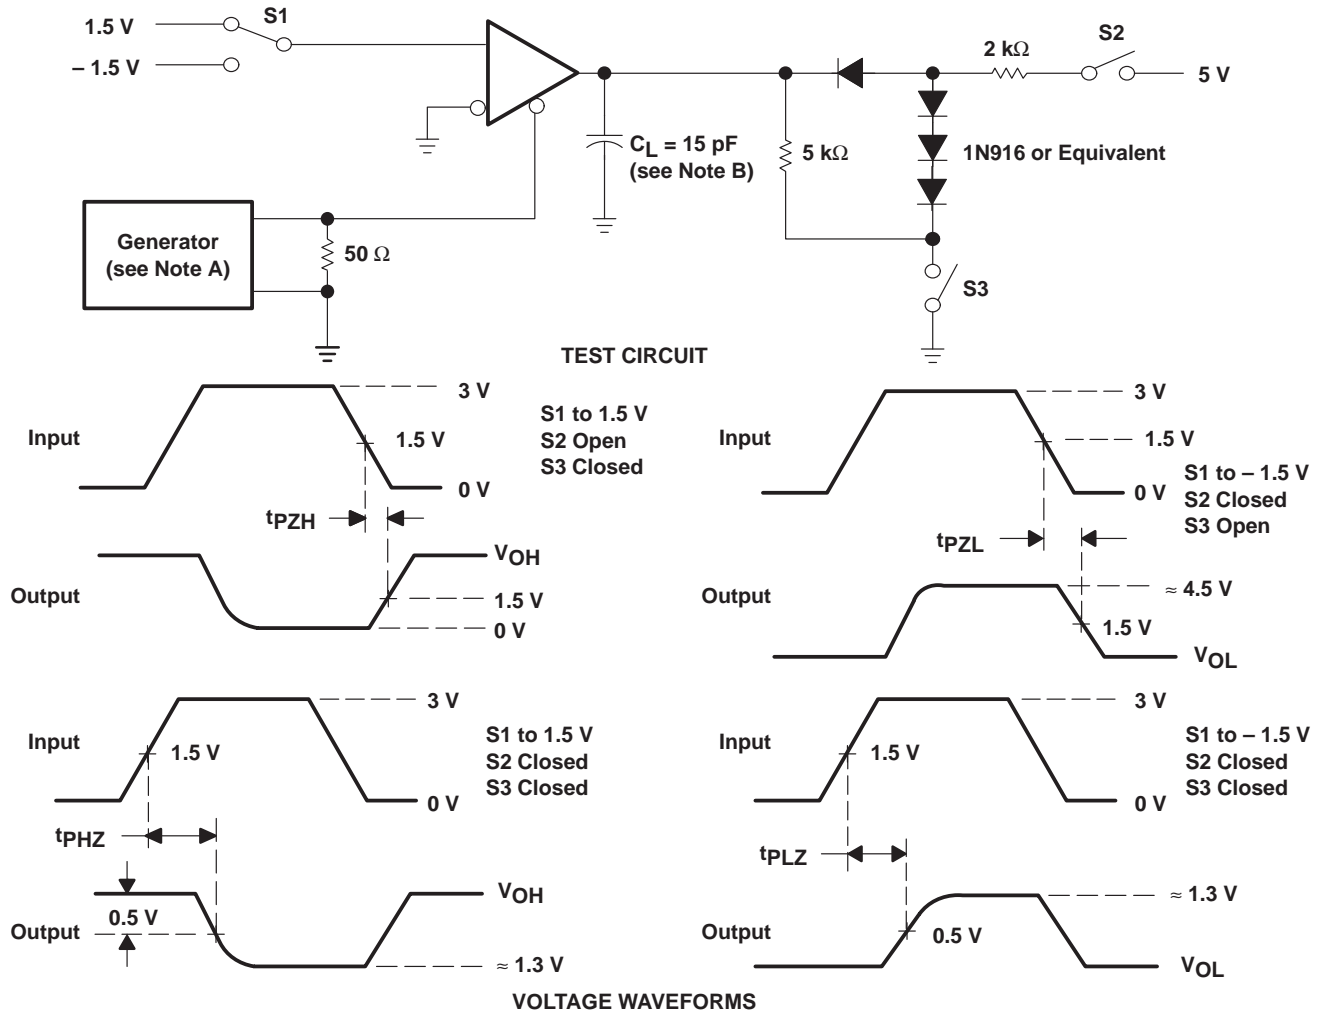 1.5 V
– 1.5 V
S1
2 kΩ
S2
5 V
CL = 15 pF
(see Note B)
5 kΩ
1N916 or Equivalent
Generator
(see Note A)
50 Ω
S3
TEST CIRCUIT
Input
3 V
1.5 V
0 V
S1 to 1.5 V
S2 Open
S3 Closed
tPZH
Output
VOH
1.5 V
0 V
Input
3 V
1.5 V
0 V
S1 to – 1.5 V
S2 Closed
S3 Open
tPZL
Output
≈ 4.5 V
1.5 V
VOL
Input
3 V
1.5 V
0 V
S1 to 1.5 V
S2 Closed
S3 Closed
tPHZ
Output
0.5 V
VOH
≈ 1.3 V
Input
3 V
1.5 V
0 V
S1 to – 1.5 V
S2 Closed
S3 Closed
tPLZ
Output
≈ 1.3 V
0.5 V
VOL
VOLTAGE WAVEFORMS